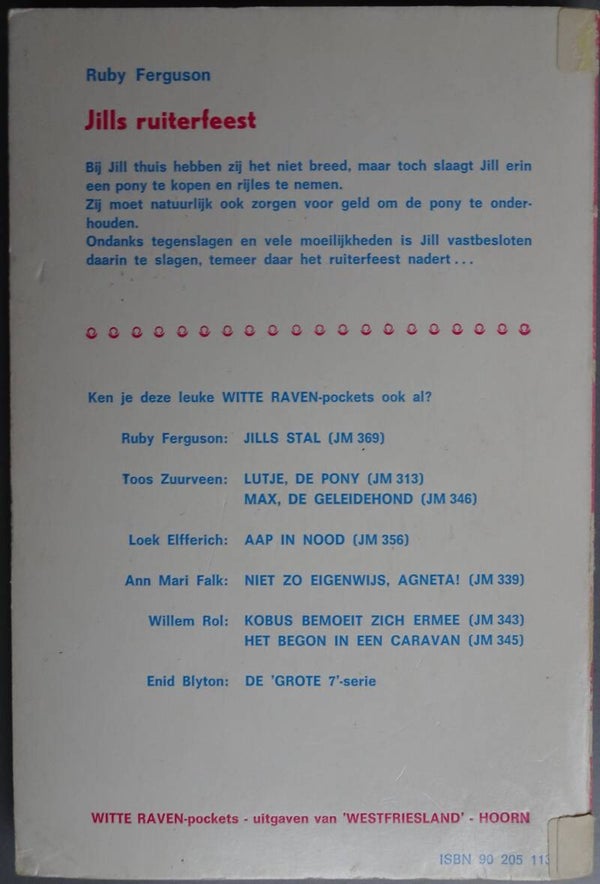 Ruby Ferguson
Jills ruiterfeest
Bij Jill thuis hebben zij het niet breed, maar toch slaagt Jill erin
een pony te kopen en rijles te nemen.
Zij moet natuurlijk ook zorgen voor geld om de pony te onder-
houden.
Ondanks tegenslagen en vele moeilijkheden is Jill vastbesloten
daarin te slagen, temeer daar het ruiterfeest nadert...
Ken je deze leuke WITTE RAVEN-pockets ook al?
Ruby Ferguson: JILLS STAL (JM 369)
Toos Zuurveen: LUTJE, DE PONY (JM 313)
MAX, DE GELEIDEHOND (JM 346)
Loek Elfferich: AAP IN NOOD (JM 356)
Ann Mari Falk: NIET ZO EIGENWIJS, AGNETA! (JM 339)
Willem Rol: KOBUS BEMOEIT ZICH ERMEE (JM 343)
HET BEGON IN EEN CARAVAN (JM 345)
Enid Blyton: DE 'GROTE 7'-serie
WITTE RAVEN-pockets - uitgaven van 'WESTFRIESLAND' - HOORN
ISBN 90 205 113